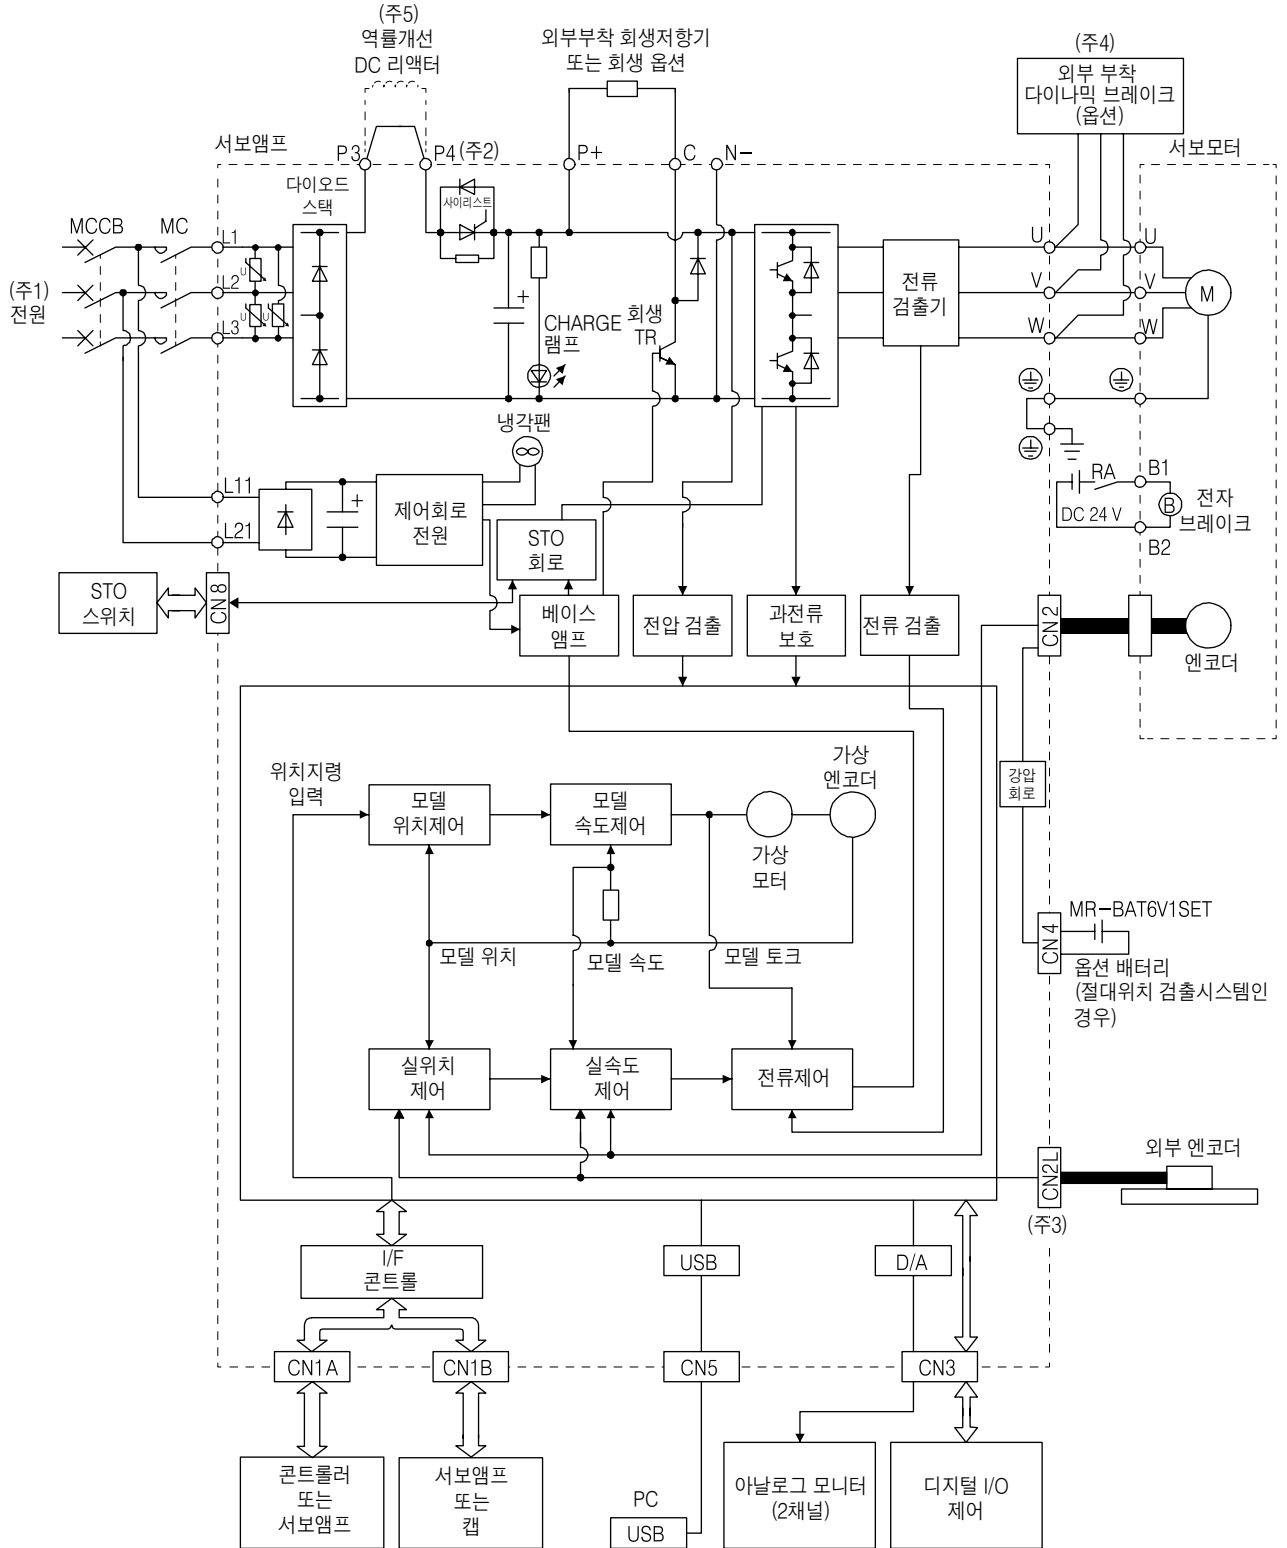 (주5)
역률개선
DC 리액터
외부부착 회생저항기
또는 회생 옵션
(주4)
외부 부착
다이나믹 브레이크
(옵션)
서보앰프
P3
P4 (주2)
P+
C
N-
서보모터
다이오드
스택
사이리스트
MCCB
MC
L1
L2
L3
U
U
U
(주1)
전원
+
CHARGE
램프
회생
TR
전류
검출기
U
V
W
U
V
W
M
냉각팬
L11
L21
+
제어회로
전원
STO
회로
RA
DC 24 V
B1
B
B2
전자
브레이크
STO
스위치
CN8
베이스
앰프
전압 검출
과전류
보호
전류 검출
CN2
엔코더
위치지령
입력
모델
위치제어
모델
속도제어
가상
엔코더
가상
모터
강압
회로
모델 위치
모델 속도
모델 토크
MR-BAT6V1SET
CN4
옵션 배터리
(절대위치 검출시스템인
경우)
실위치
제어
실속도
제어
전류제어
외부 엔코더
CN2L
(주3)
I/F
콘트롤
USB
D/A
CN1A
CN1B
CN5
CN3
콘트롤러
또는
서보앰프
서보앰프
또는
캡
PC
USB
아날로그 모니터
(2채널)
디지털 I/O
제어